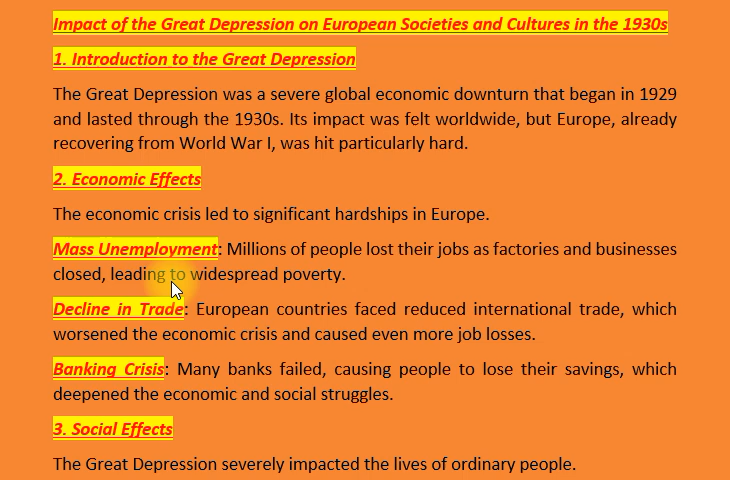 Impact of the Great Depression on European Societies and Cultures in the 1930s
1. Introduction to the Great Depression
The Great Depression was a severe global economic downturn that began in 1929
and lasted through the 1930s. Its impact was felt worldwide, but Europe, already
recovering from World War I, was hit particularly hard.
2. Economic Effects
The economic crisis led to significant hardships in Europe.
Mass Unemployment: Millions of people lost their jobs as factories and businesses
closed, leading to widespread poverty.
Decline in Trade: European countries faced reduced international trade, which
worsened the economic crisis and caused even more job losses.
Banking Crisis: Many banks failed, causing people to lose their savings, which
deepened the economic and social struggles.
3. Social Effects
The Great Depression severely impacted the lives of ordinary people.